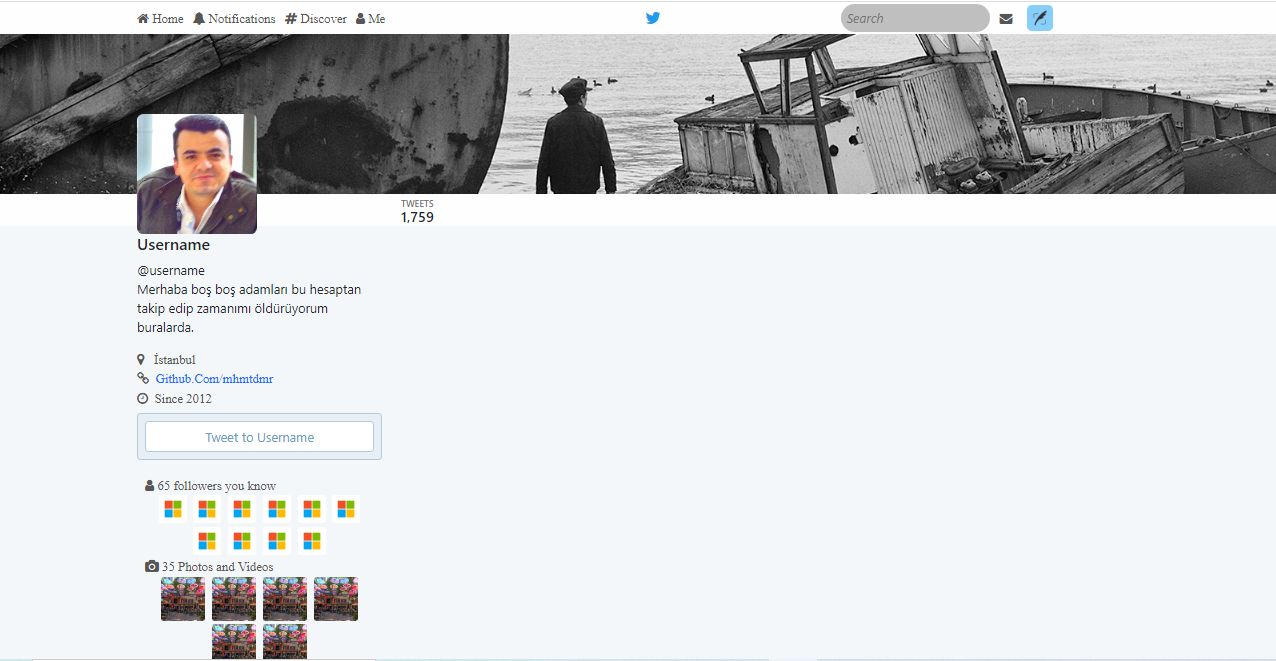 Home Notifications Discover Me
Search
TWEETS
1,759
Username
@username
Merhaba boş boş adamları bu hesaptan
takip edip zamanımı öldürüyorum
buralarda.
İstanbul
Github.Com/mhmtdmr
Since 2012
Tweet to Username
65 followers you know
35 Photos and Videos